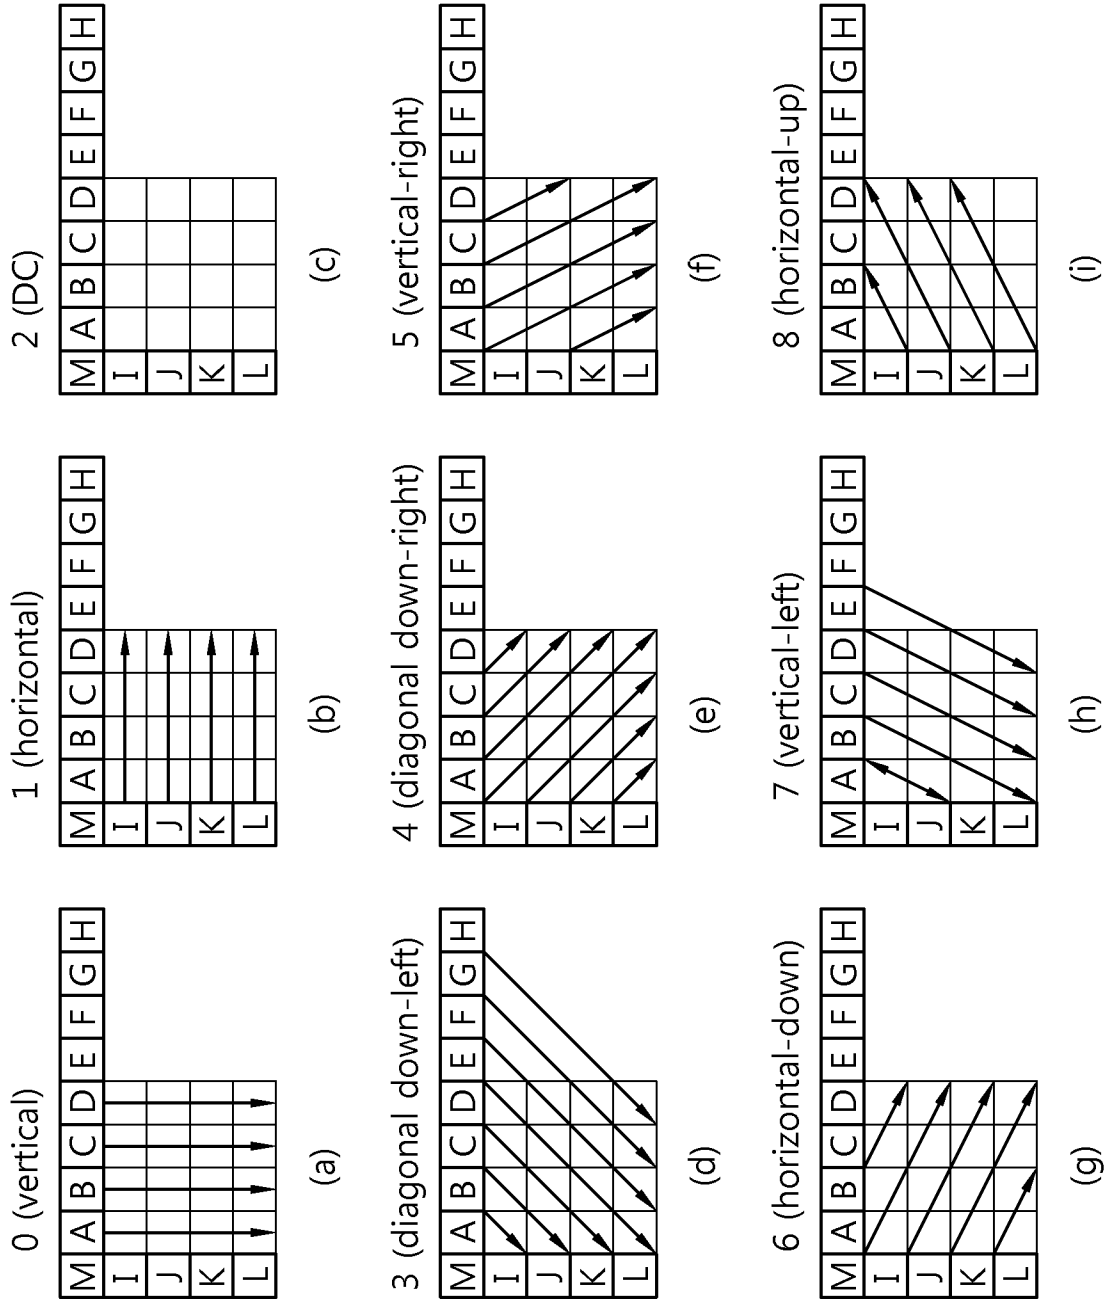 0 (vertical)
M A B C D E F G H
I
J
K
L
(a)
1 (horizontal)
M A B C D E F G H
I
J
K
L
(b)
2 (DC)
M A B C D E F G H
I
J
K
L
(c)
3 (diagonal down-left)
M A B C D E F G H
I
J
K
L
(d)
4 (diagonal down-right)
M A B C D E F G H
I
J
K
L
(e)
5 (vertical-right)
M A B C D E F G H
I
J
K
L
(f)
6 (horizontal-down)
M A B C D E F G H
I
J
K
L
(g)
7 (vertical-left)
M A B C D E F G H
I
J
K
L
(h)
8 (horizontal-up)
M A B C D E F G H
I
J
K
L
(i)